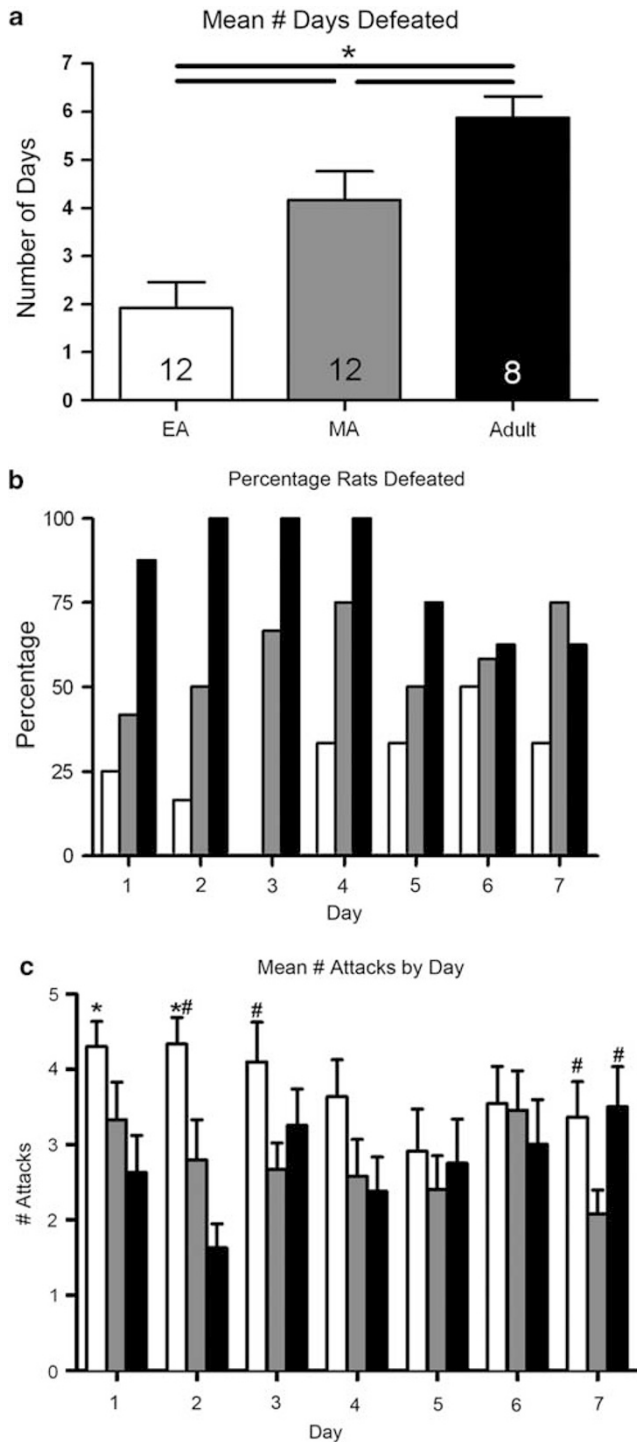 a
Mean # Days Defeated
*
7
6
5
4
3
2
1
0
Number of Days
12
12
8
EA MA Adult
b
Percentage Rats Defeated
100
75
50
25
0
Percentage
1 2 3 4 5 6 7
Day
c
Mean # Attacks by Day
5
4
3
2
1
0
# Attacks
*
*#
#
#
#
1 2 3 4 5 6 7
Day